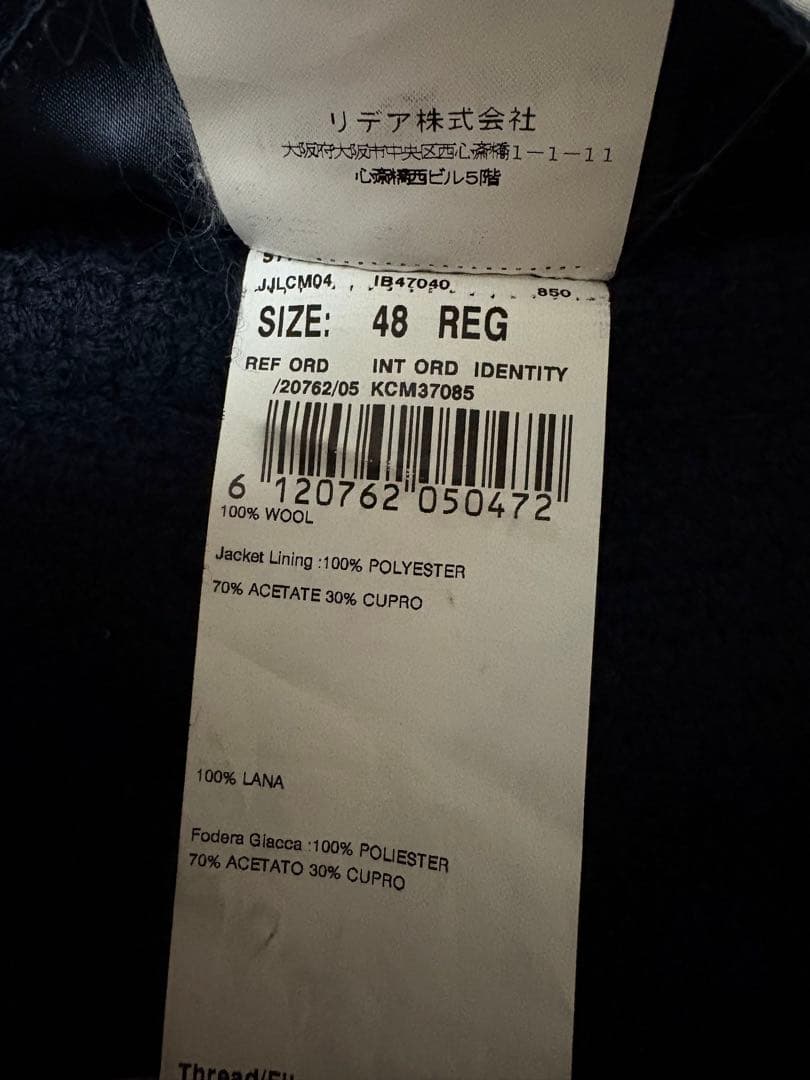 リデア株式会社
大阪府大阪市中央区西心斎橋1-1-11
心斎橋西ビル5階
JJLCM04 IB47040 850
SIZE: 48 REG
REF ORD INT ORD IDENTITY
/20762/05 KCM37085
6 120762 050472
100% WOOL
Jacket Lining :100% POLYESTER
70% ACETATE 30% CUPRO
100% LANA
Fodera Giacca :100% POLIESTER
70% ACETATO 30% CUPRO